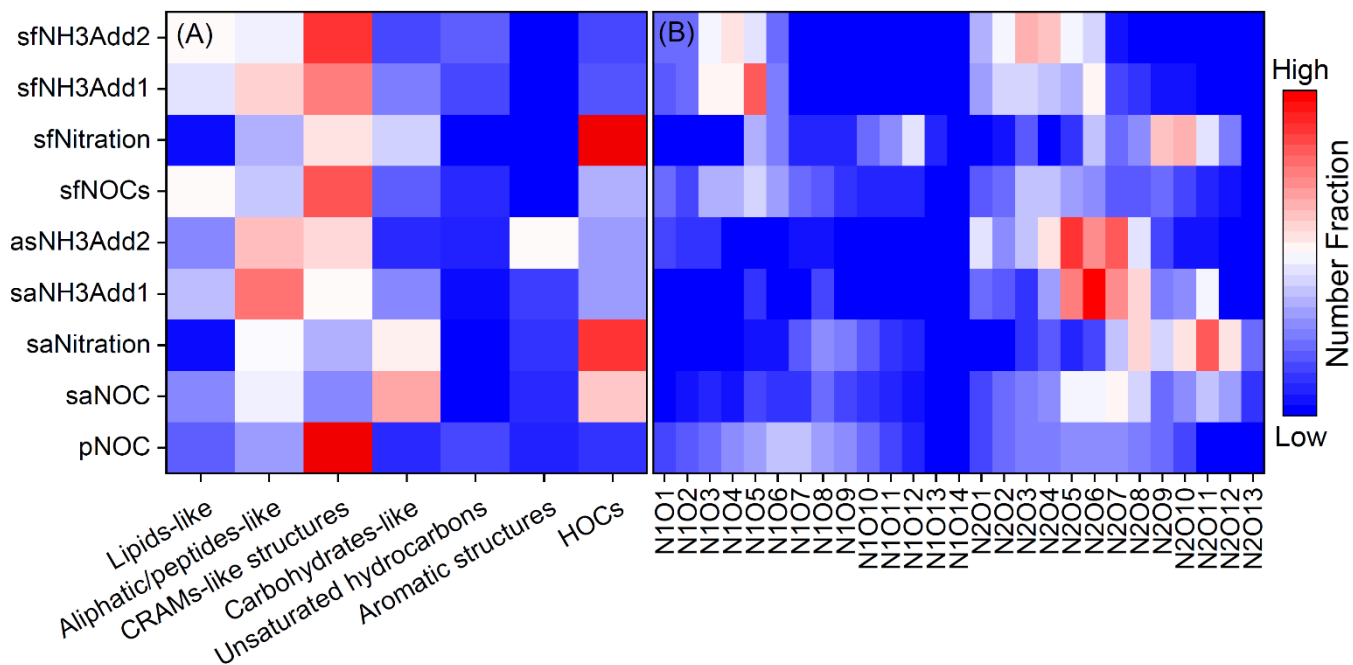 (A)
(B)
sfNH3Add2
sfNH3Add1
sfNitration
sfNOCs
asNH3Add2
saNH3Add1
saNitration
saNOC
pNOC
Lipids-like
Aliphatic/peptides-like
CRAMs-like structures
Carbohydrates-like
Unsaturated hydrocarbons
Aromatic structures
HOCs
N1O1
N1O2
N1O3
N1O4
N1O5
N1O6
N1O7
N1O8
N1O9
N1O10
N1O11
N1O12
N1O13
N1O14
N2O1
N2O2
N2O3
N2O4
N2O5
N2O6
N2O7
N2O8
N2O9
N2O10
N2O11
N2O12
N2O13
High
Number Fraction
Low